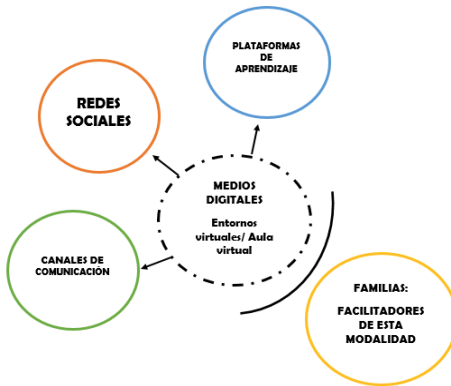 PLATAFORMAS
DE
APRENDIZAJE
REDES
SOCIALES
MEDIOS
DIGITALES
Entornos
virtuales/ Aula
virtual
CANALES DE
COMUNICACIÓN
FAMILIAS:
FACILITADORES
DE ESTA
MODALIDAD